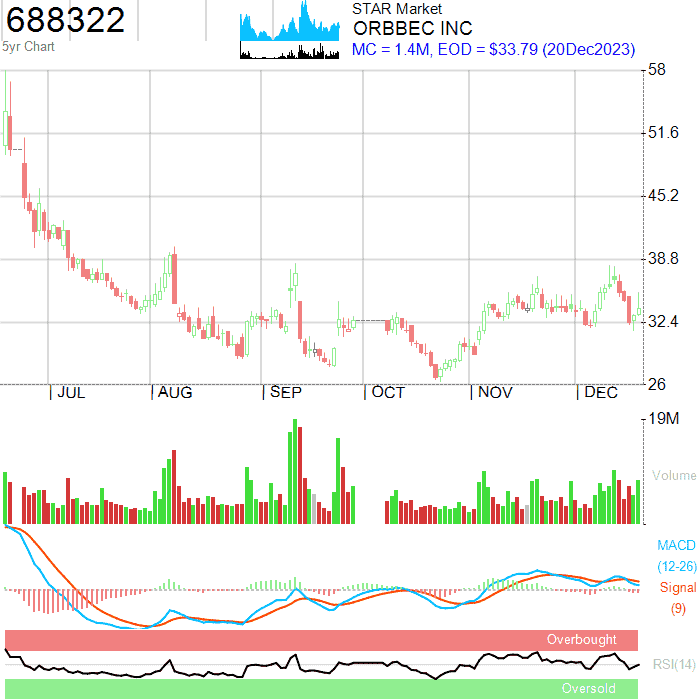 688322
5yr Chart
STAR Market
ORBBEC INC
MC = 1.4M, EOD = $33.79 (20Dec2023)
58
51.6
45.2
38.8
32.4
26
JUL AUG SEP OCT NOV DEC
19M
Volume
MACD
(12-26)
Signal
(9)
Overbought
RSI(14)
Oversold